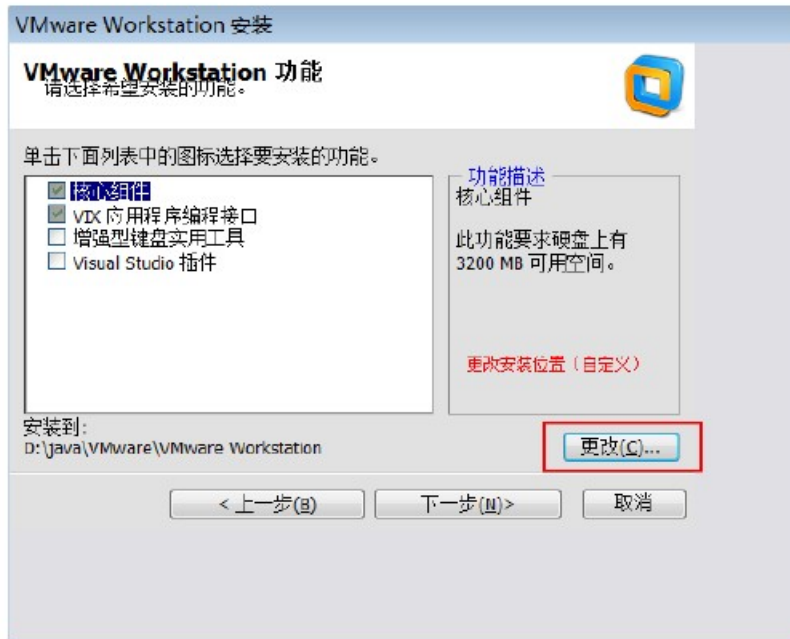 VMware Workstation 安装
VMware Workstation 功能
请选择希望安装的功能。
单击下面列表中的图标选择要安装的功能。
核心组件
VIX 应用程序编程接口
增强型键盘实用工具
Visual Studio 插件
功能描述
核心组件
此功能要求硬盘上有
3200 MB 可用空间。
更改安装位置（自定义）
安装到:
D:\java\VMware\VMware Workstation
更改(C)...
< 上一步(B)
下一步(N)>
取消